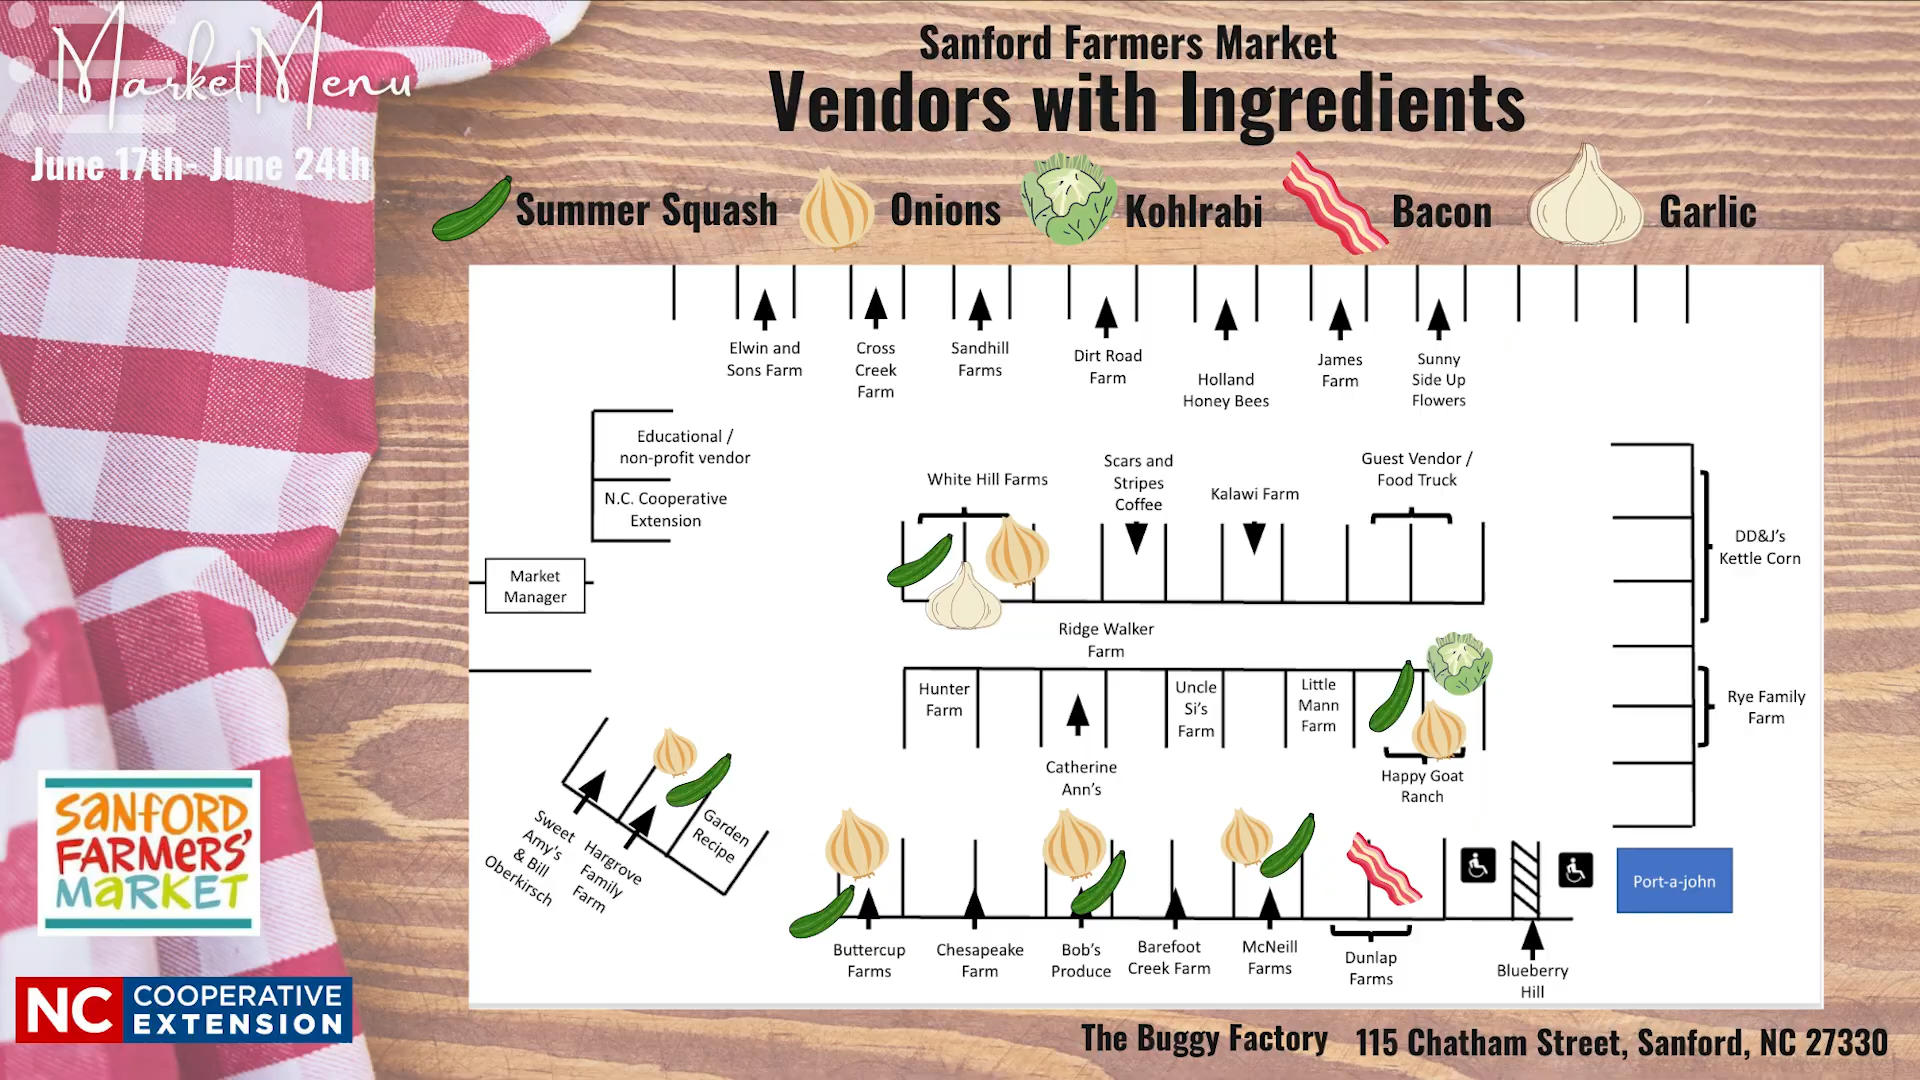 Market Menu
June 17th- June 24th
Sanford Farmers Market
Vendors with Ingredients
Summer Squash
Onions
Kohlrabi
Bacon
Garlic
Elwin and
Sons Farm
Cross
Creek
Farm
Sandhill
Farms
Dirt Road
Farm
Holland
Honey Bees
James
Farm
Sunny
Side Up
Flowers
Educational /
non-profit vendor
N.C. Cooperative
Extension
Market
Manager
White Hill Farms
Scars and
Stripes
Coffee
Kalawi Farm
Guest Vendor /
Food Truck
DD&J's
Kettle Corn
Ridge Walker
Farm
Hunter
Farm
Catherine
Ann's
Uncle
Si's
Farm
Little
Mann
Farm
Happy Goat
Ranch
Rye Family
Farm
Sweet
Amy's
& Bill
Oberkirsch
Hargrove
Family
Farm
Garden
Recipe
Buttercup
Farms
Chesapeake
Farm
Bob's
Produce
Barefoot
Creek Farm
McNeill
Farms
Dunlap
Farms
Blueberry
Hill
Port-a-john
SANFORD
FARMERS'
MARKET
NC COOPERATIVE
EXTENSION
The Buggy Factory 115 Chatham Street, Sanford, NC 27330